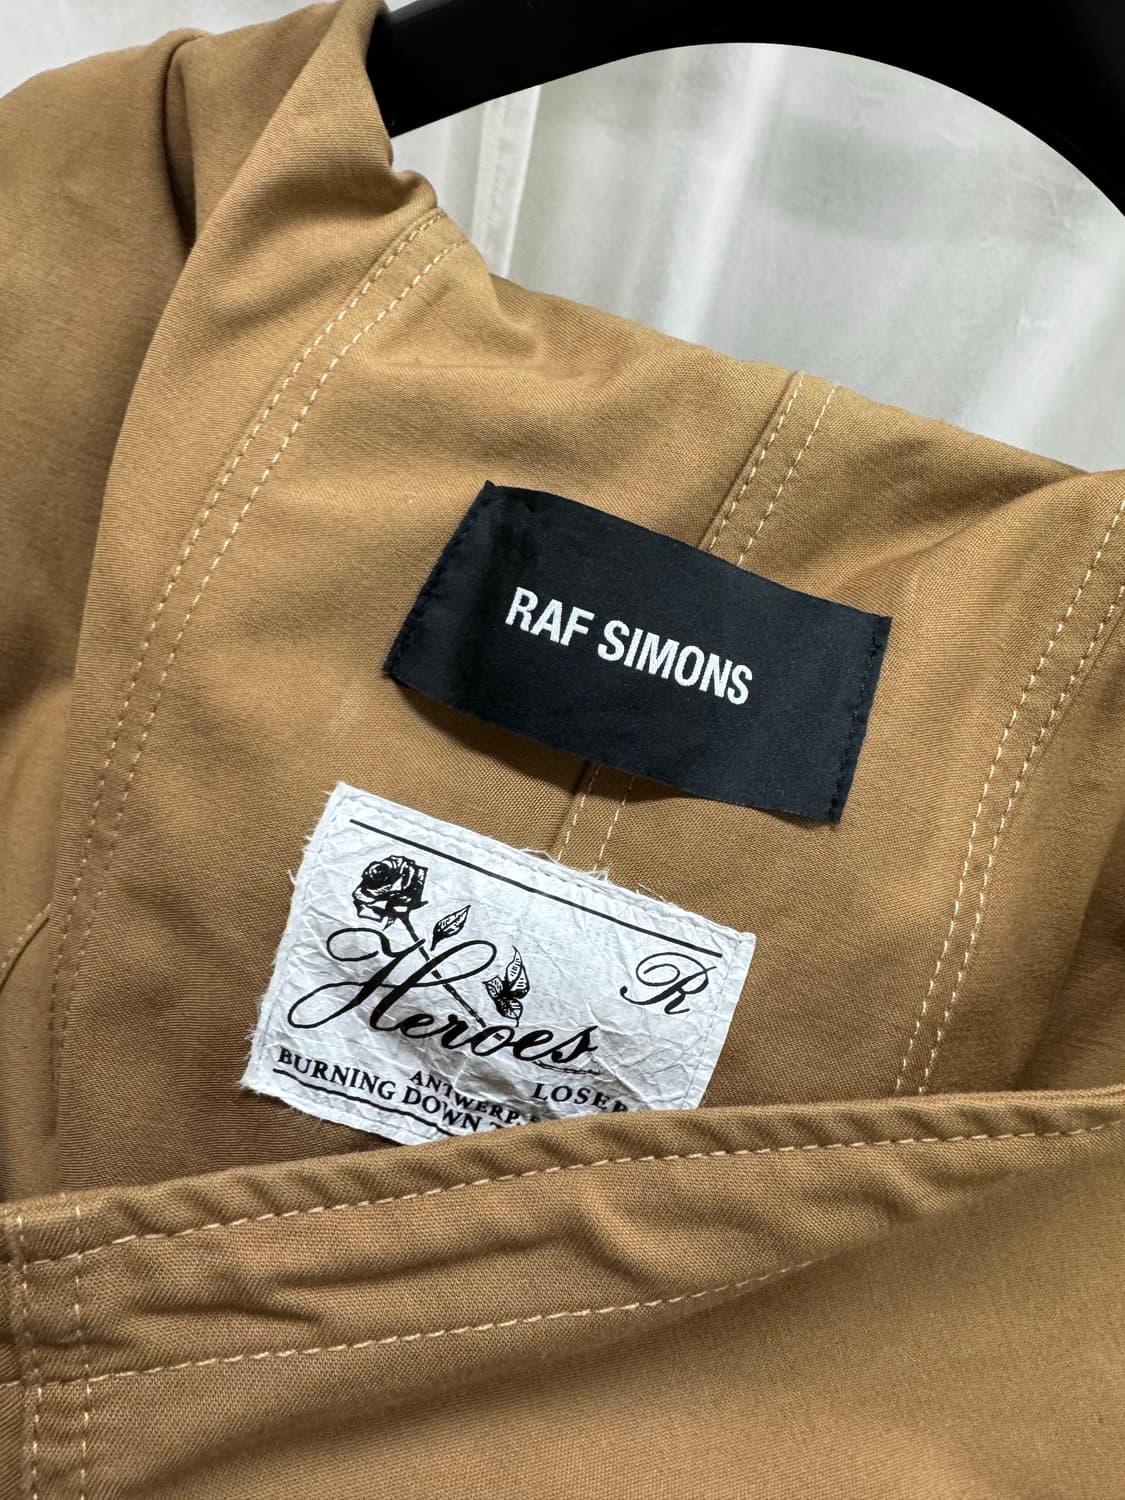 RAF SIMONS
R
Heroes
LOSER
ANTWERP
BURNING DOWN